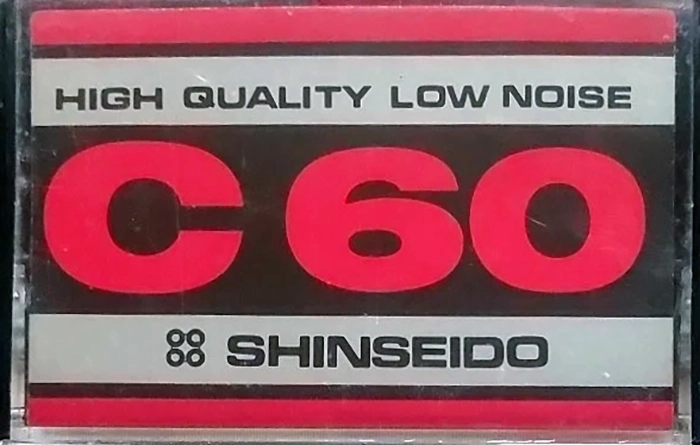 HIGH QUALITY LOW NOISE
C 60
SHINSEIDO